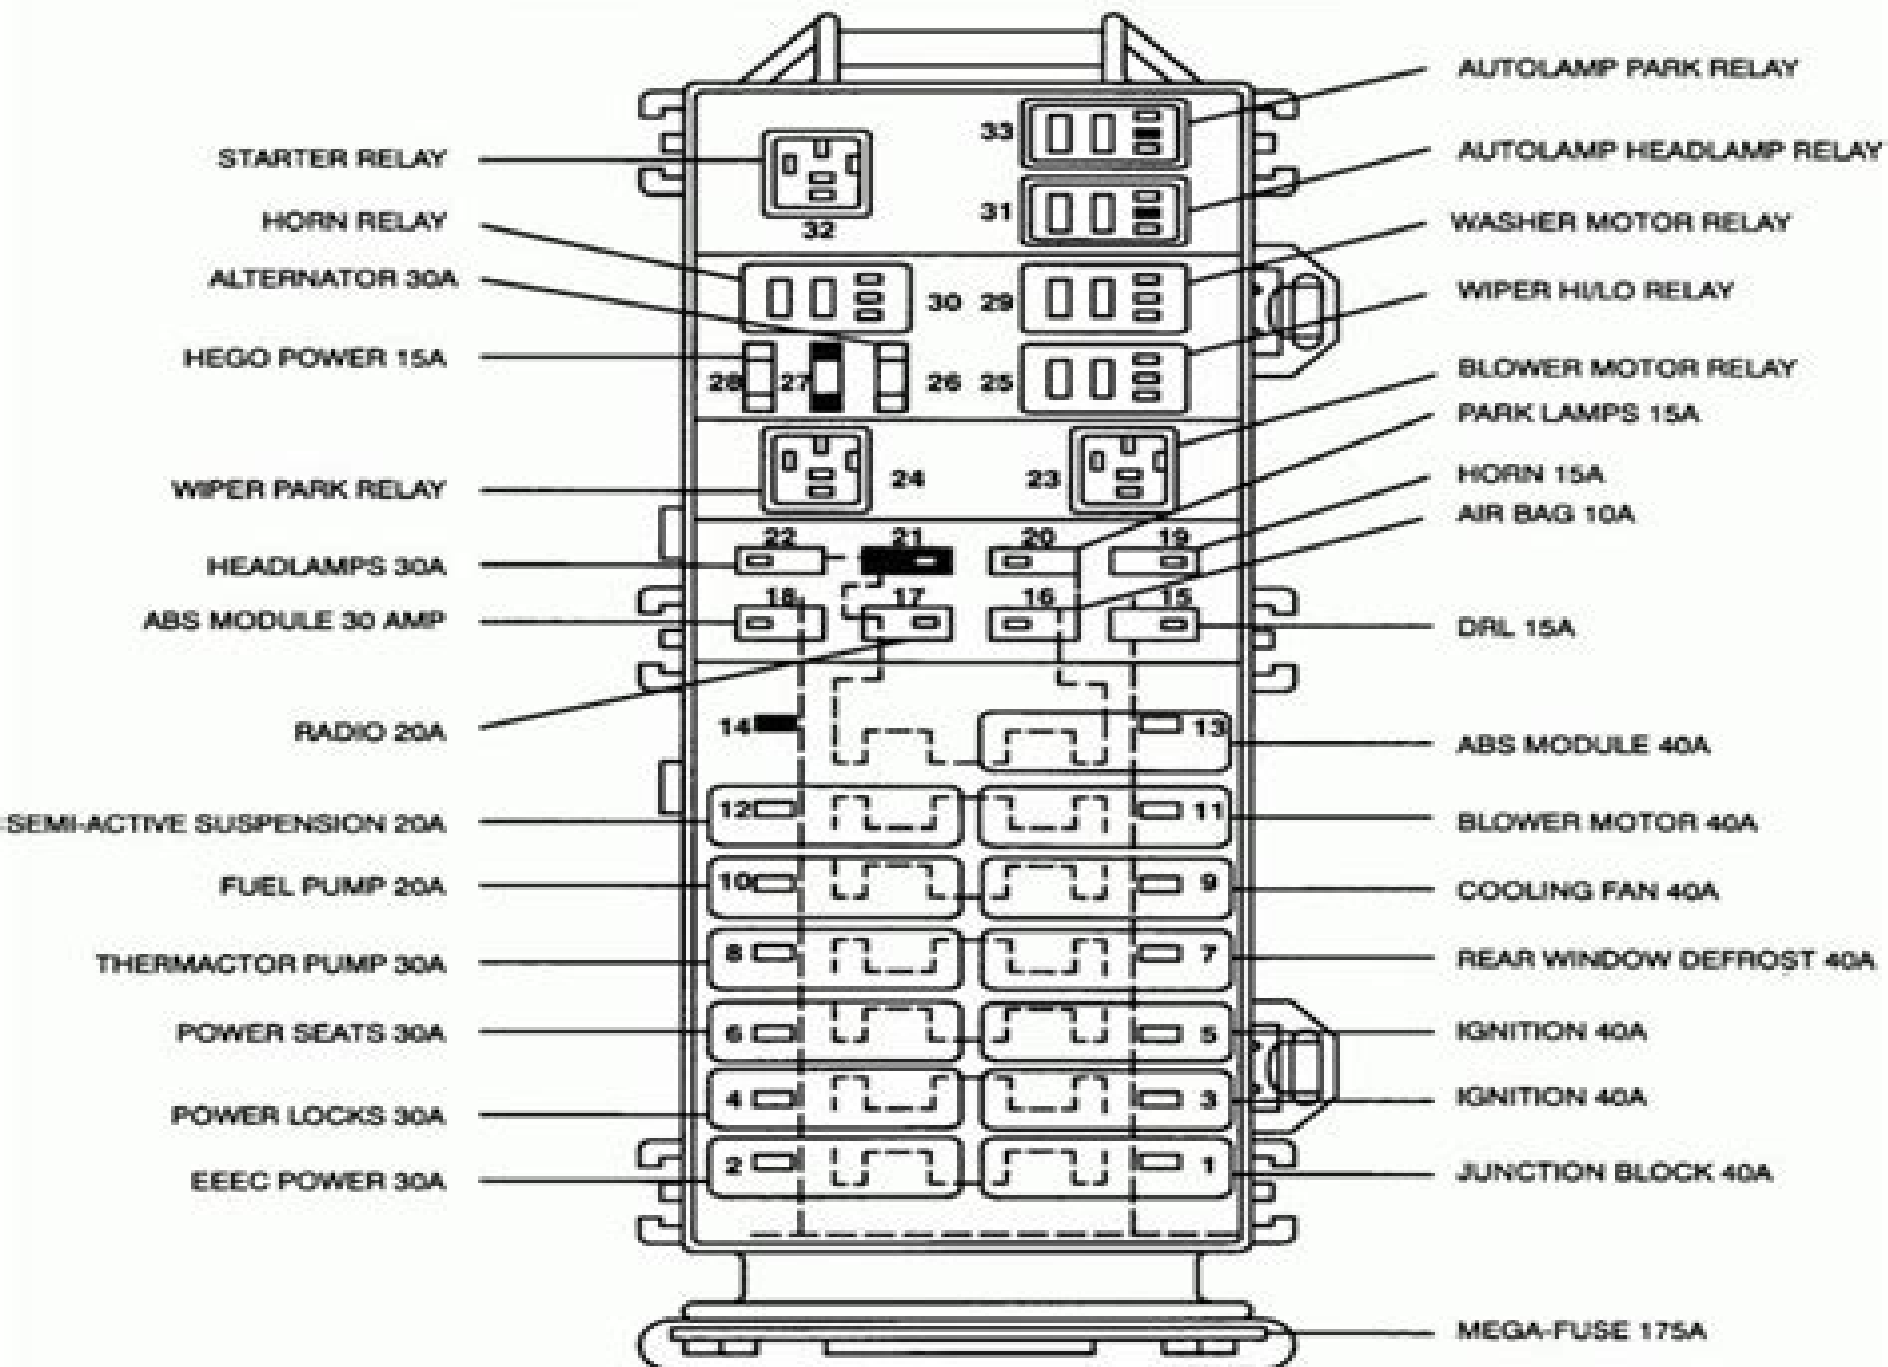 AUTOLAMP PARK RELAY
33
AUTOLAMP HEADLAMP RELAY
STARTER RELAY
31
32
HORN RELAY
WASHER MOTOR RELAY
ALTERNATOR 30A
WIPER HI/LO RELAY
30 29
HEGO POWER 15A
BLOWER MOTOR RELAY
28 27 26 25
PARK LAMPS 15A
HORN 15A
WIPER PARK RELAY
24 23
AIR BAG 10A
22 21 20 19
HEADLAMPS 30A
18 17 16 15
ABS MODULE 30 AMP
DRL 15A
RADIO 20A
14 13
ABS MODULE 40A
SEMI-ACTIVE SUSPENSION 20A
12 11
BLOWER MOTOR 40A
FUEL PUMP 20A
10 9
COOLING FAN 40A
THERMACTOR PUMP 30A
8 7
REAR WINDOW DEFROST 40A
POWER SEATS 30A
6 5
IGNITION 40A
POWER LOCKS 30A
4 3
IGNITION 40A
EEEC POWER 30A
2 1
JUNCTION BLOCK 40A
MEGA-FUSE 175A